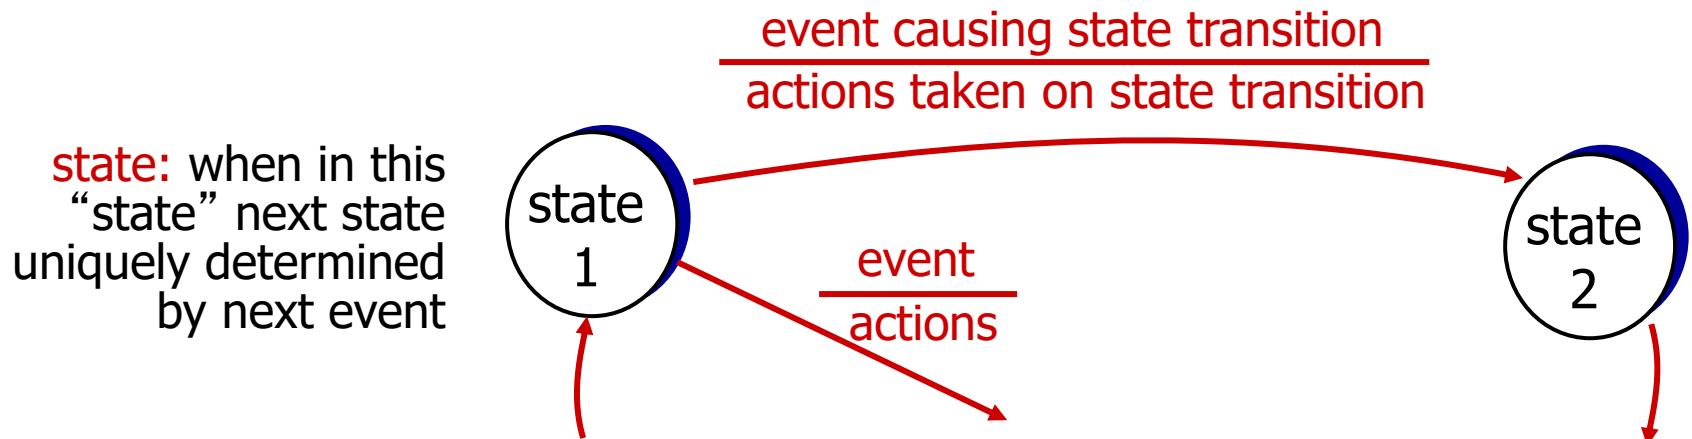 event causing state transition
actions taken on state transition
state: when in this
“state” next state
uniquely determined
by next event
state
1
event
actions
state
2